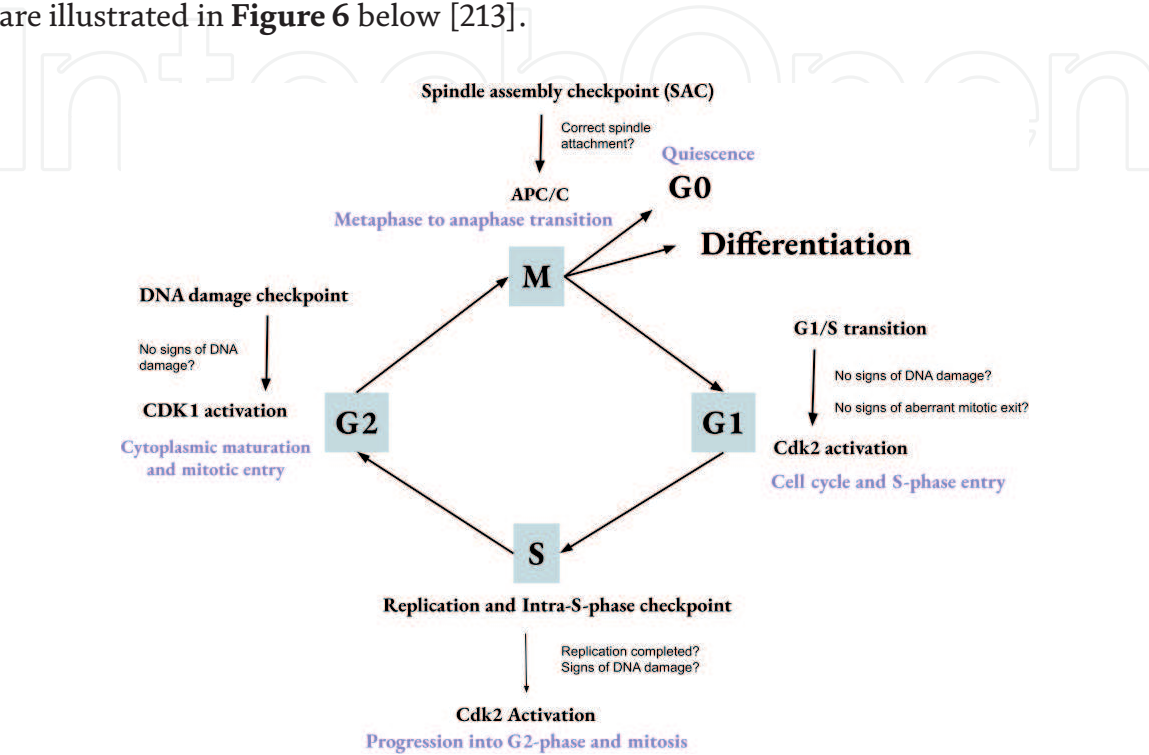 are illustrated in Figure 6 below [213].
IntechOpen
Spindle assembly checkpoint (SAC)
Correct spindle
attachment?
Quiescence
G0
APC/C
Metaphase to anaphase transition
Differentiation
M
DNA damage checkpoint
No signs of DNA
damage?
CDK1 activation
Cytoplasmic maturation
and mitotic entry
G2
G1/S transition
No signs of DNA damage?
No signs of aberrant mitotic exit?
G1
Cdk2 activation
Cell cycle and S-phase entry
S
Replication and Intra-S-phase checkpoint
Replication completed?
Signs of DNA damage?
Cdk2 Activation
Progression into G2-phase and mitosis